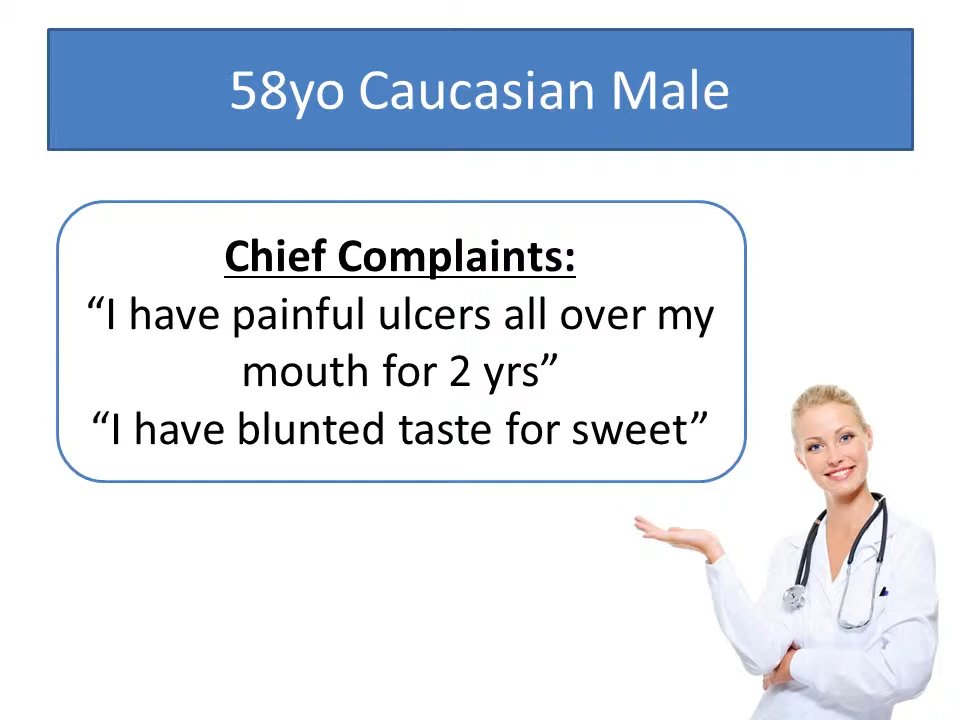 58yo Caucasian Male
Chief Complaints:
“I have painful ulcers all over my
mouth for 2 yrs”
“I have blunted taste for sweet”